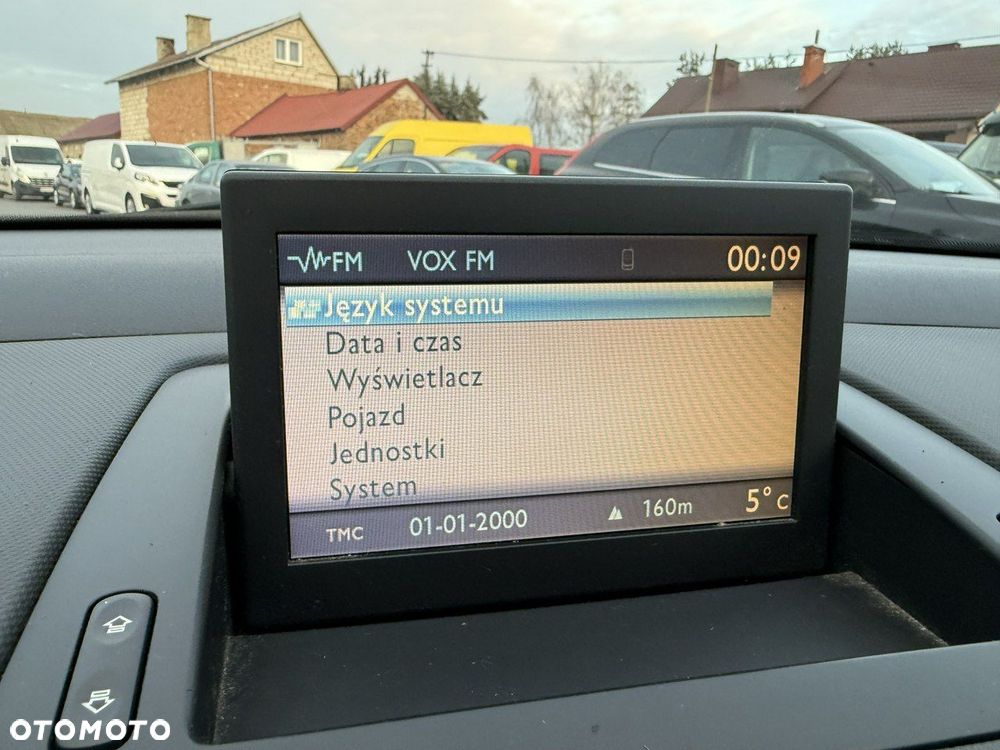 FM VOX FM 00:09
Język systemu
Data i czas
Wyświetlacz
Pojazd
Jednostki
System
TMC 01-01-2000 160m 5°C
OTOMOTO